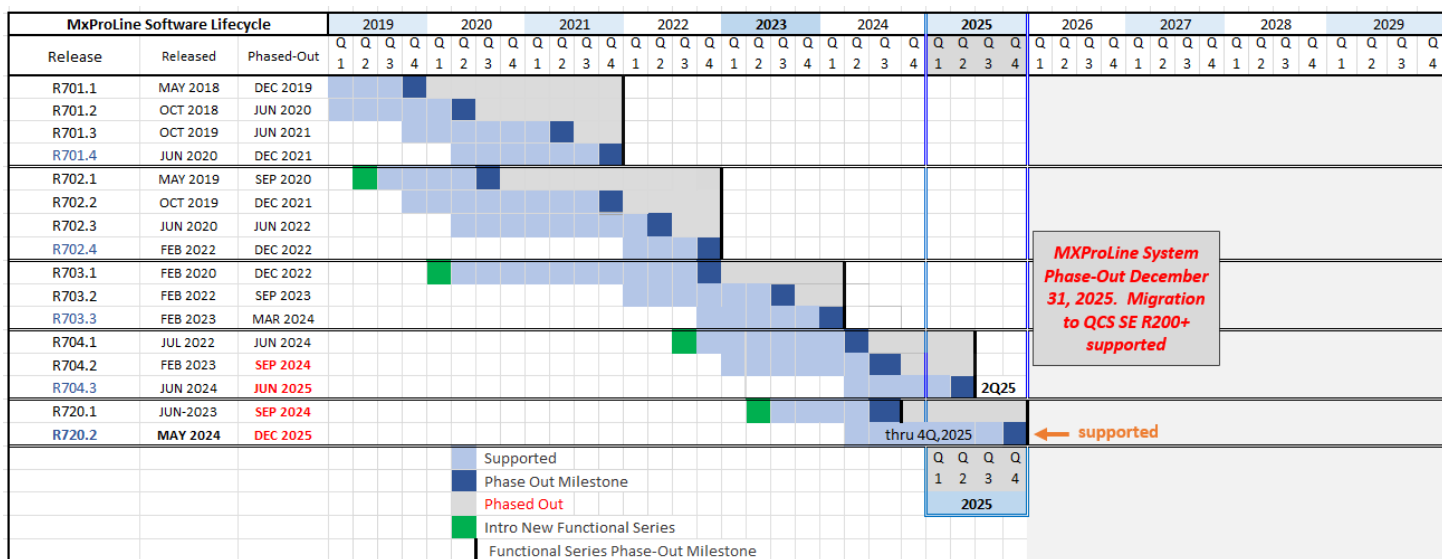 MxProLine Software Lifecycle 2019 2020 2021 2022 2023 2024 2025 2026 2027 2028 2029
Release Released Phased-Out Q Q Q Q Q Q Q Q Q Q Q Q Q Q Q Q Q Q Q Q Q Q Q Q Q Q Q Q Q Q Q Q Q Q Q Q Q Q Q Q Q Q Q Q
1 2 3 4 1 2 3 4 1 2 3 4 1 2 3 4 1 2 3 4 1 2 3 4 1 2 3 4 1 2 3 4 1 2 3 4 1 2 3 4 1 2 3 4
R701.1 MAY 2018 DEC 2019
R701.2 OCT 2018 JUN 2020
R701.3 OCT 2019 JUN 2021
R701.4 JUN 2020 DEC 2021
R702.1 MAY 2019 SEP 2020
R702.2 OCT 2019 DEC 2021
R702.3 JUN 2020 JUN 2022
R702.4 FEB 2022 DEC 2022
R703.1 FEB 2020 DEC 2022
R703.2 FEB 2022 SEP 2023
R703.3 FEB 2023 MAR 2024
R704.1 JUL 2022 JUN 2024
R704.2 FEB 2023 SEP 2024
R704.3 JUN 2024 JUN 2025 2Q25
R720.1 JUN-2023 SEP 2024
R720.2 MAY 2024 DEC 2025 thru 4Q,2025 supported
MXProLine System
Phase-Out December
31, 2025. Migration
to QCS SE R200+
supported
Supported
Phase Out Milestone
Phased Out
Intro New Functional Series
Functional Series Phase-Out Milestone
Q Q Q Q
1 2 3 4
2025